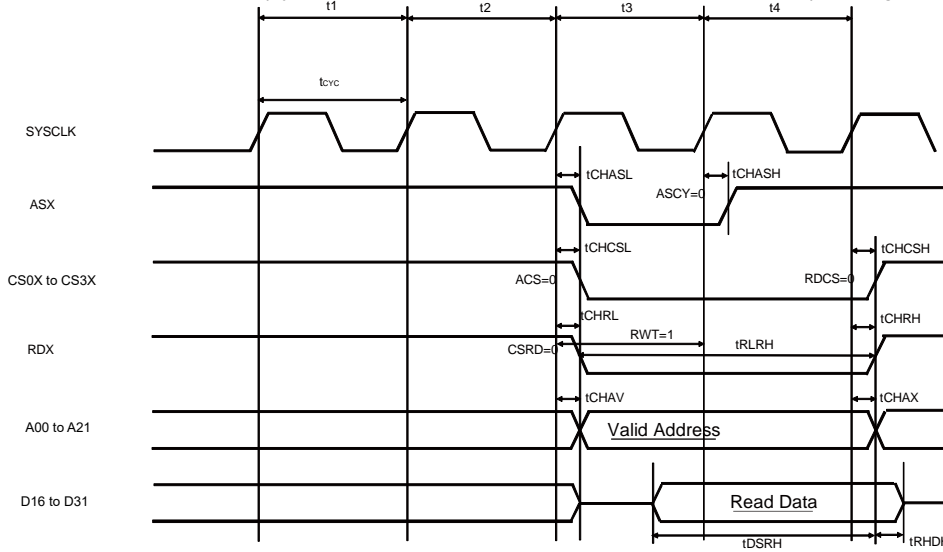 t1 t2 t3 t4
tCYC
SYSCLK
tCHASL tCHASH
ASX ASCY=0
tCHCSL tCHCSH
CS0X to CS3X ACS=0 RDCS=0
tCHRL tCHRH
RWT=1
RDX CSRD=0 tRLRH
tCHAV tCHAX
A00 to A21 Valid Address
D16 to D31 Read Data
tDSRH